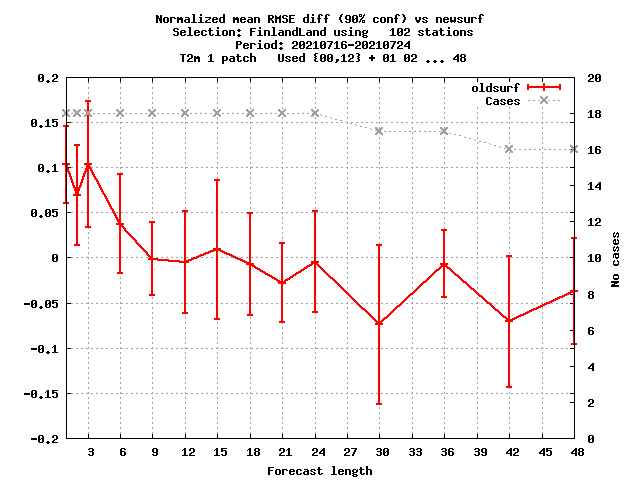 Normalized mean RMSE diff (90% conf) vs newsurf
Selection: FinlandLand using   102 stations
Period: 20210716-20210724
T2m 1 patch   Used {00,12} + 01 02 ... 48
oldsurf
Cases
0.2
0.15
0.1
0.05
0
-0.05
-0.1
-0.15
-0.2
20
18
16
14
12
10
8
6
4
2
0
No cases
3 6 9 12 15 18 21 24 27 30 33 36 39 42 45 48
Forecast length